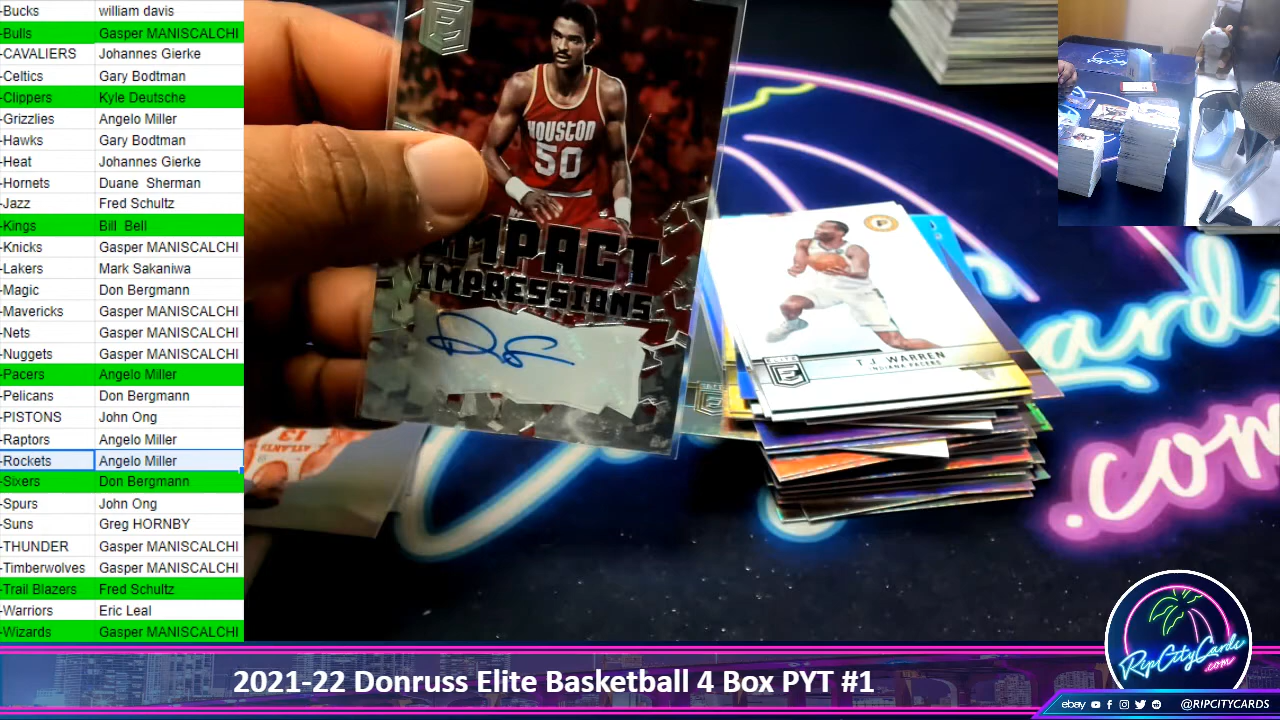 -Bucks william davis
-Bulls Gasper MANISCALCHI
-CAVALIERS Johannes Gierke
-Celtics Gary Bodtman
-Clippers Kyle Deutsche
-Grizzlies Angelo Miller
-Hawks Gary Bodtman
-Heat Johannes Gierke
-Hornets Duane Sherman
-Jazz Fred Schultz
-Kings Bill Bell
-Knicks Gasper MANISCALCHI
-Lakers Mark Sakaniwa
-Magic Don Bergmann
-Mavericks Gasper MANISCALCHI
-Nets Gasper MANISCALCHI
-Nuggets Gasper MANISCALCHI
-Pacers Angelo Miller
-Pelicans Don Bergmann
-PISTONS John Ong
-Raptors Angelo Miller
-Rockets Angelo Miller
-Sixers Don Bergmann
-Spurs John Ong
-Suns Greg HORNBY
-THUNDER Gasper MANISCALCHI
-Timberwolves Gasper MANISCALCHI
-Trail Blazers Fred Schultz
-Warriors Eric Leal
-Wizards Gasper MANISCALCHI
HOUSTON
50
IMPACT
IMPRESSIONS
T.J. WARREN
INDIANA PACERS
ELITE
E
ATLANTA
13
ards
.com
2021-22 Donruss Elite Basketball 4 Box PYT #1
RipCityCards
.com
ebay @RIPCITYCARDS